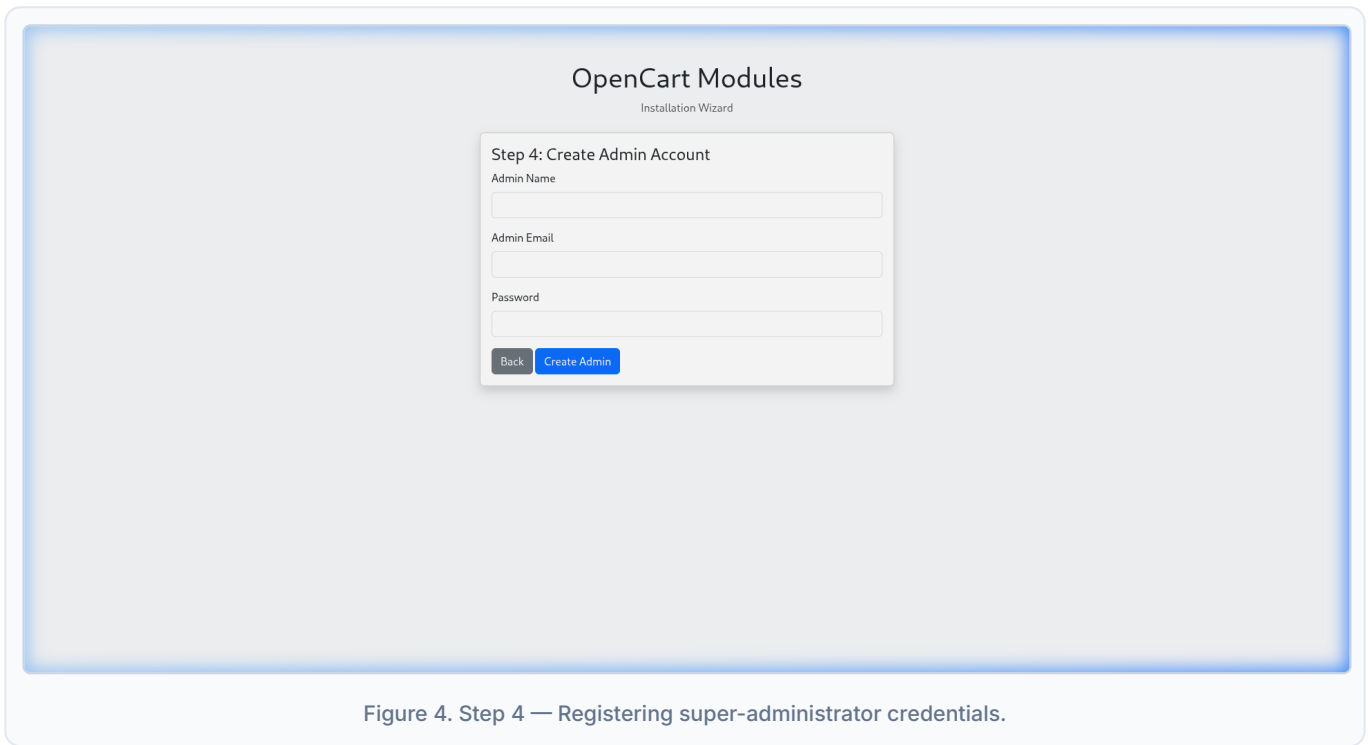 OpenCart Modules
Installation Wizard
Step 4: Create Admin Account
Admin Name
Admin Email
Password
Back Create Admin
Figure 4. Step 4 — Registering super-administrator credentials.